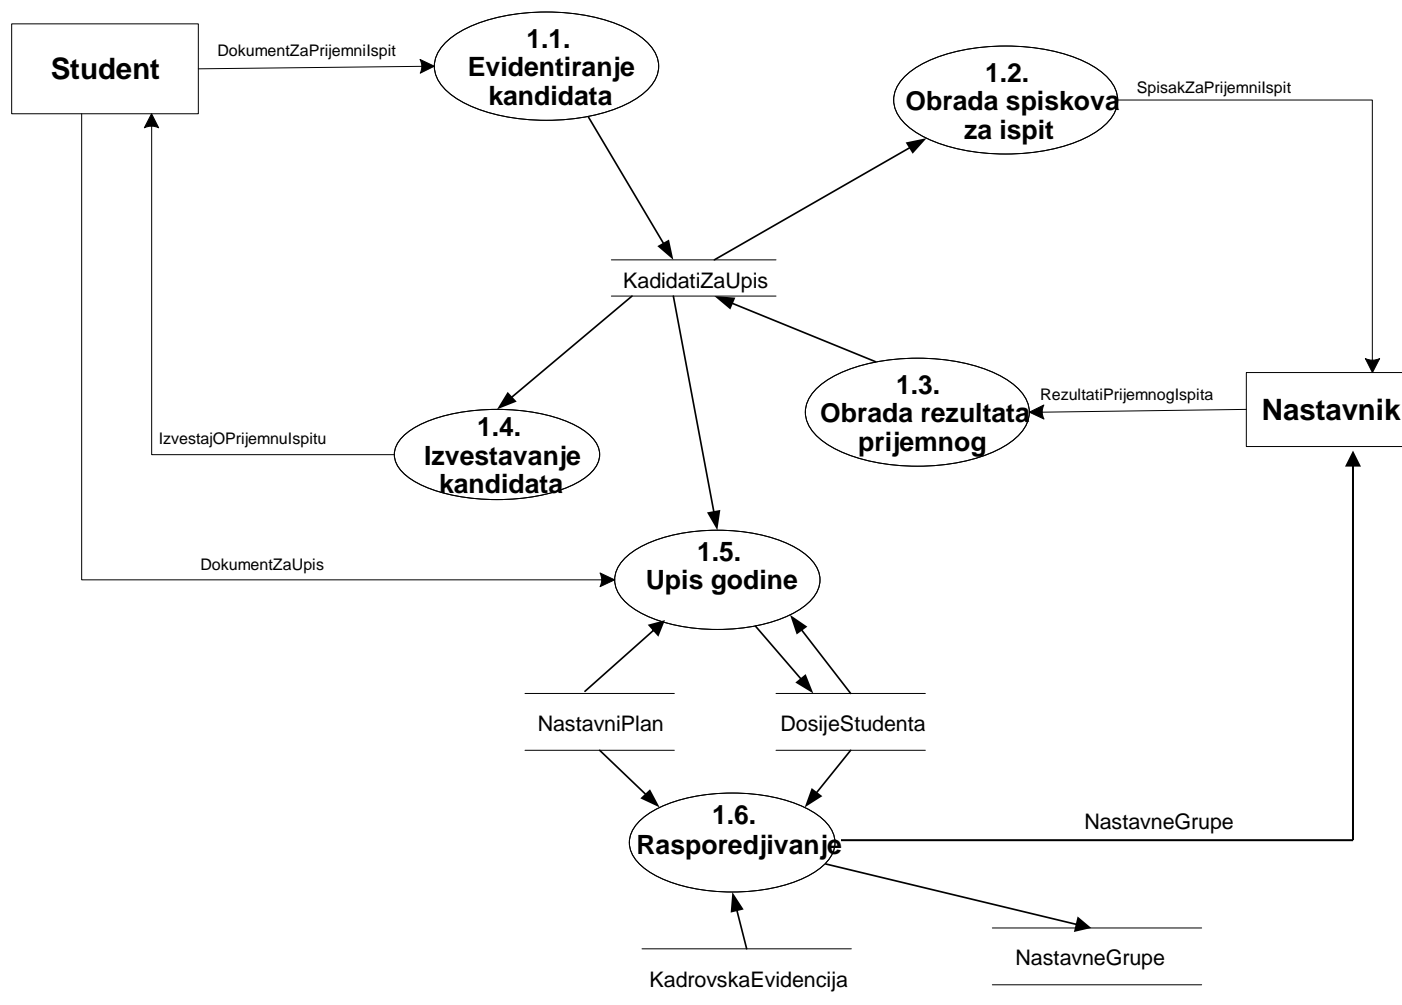 1.1.
Evidentiranje
kandidata
DokumentZaPrijemniIspit
Student
1.2.
Obrada spiskova
za ispit
SpisakZaPrijemniIspit
KadidatiZaUpis
1.3.
Obrada rezultata
prijemnog
RezultatiPrijemnogIspita
Nastavnik
1.4.
Izvestavanje
kandidata
IzvestajOPrijemnuIspitu
1.5.
Upis godine
DokumentZaUpis
NastavniPlan
DosijeStudenta
1.6.
Rasporedjivanje
NastavneGrupe
NastavneGrupe
KadrovskaEvidencija